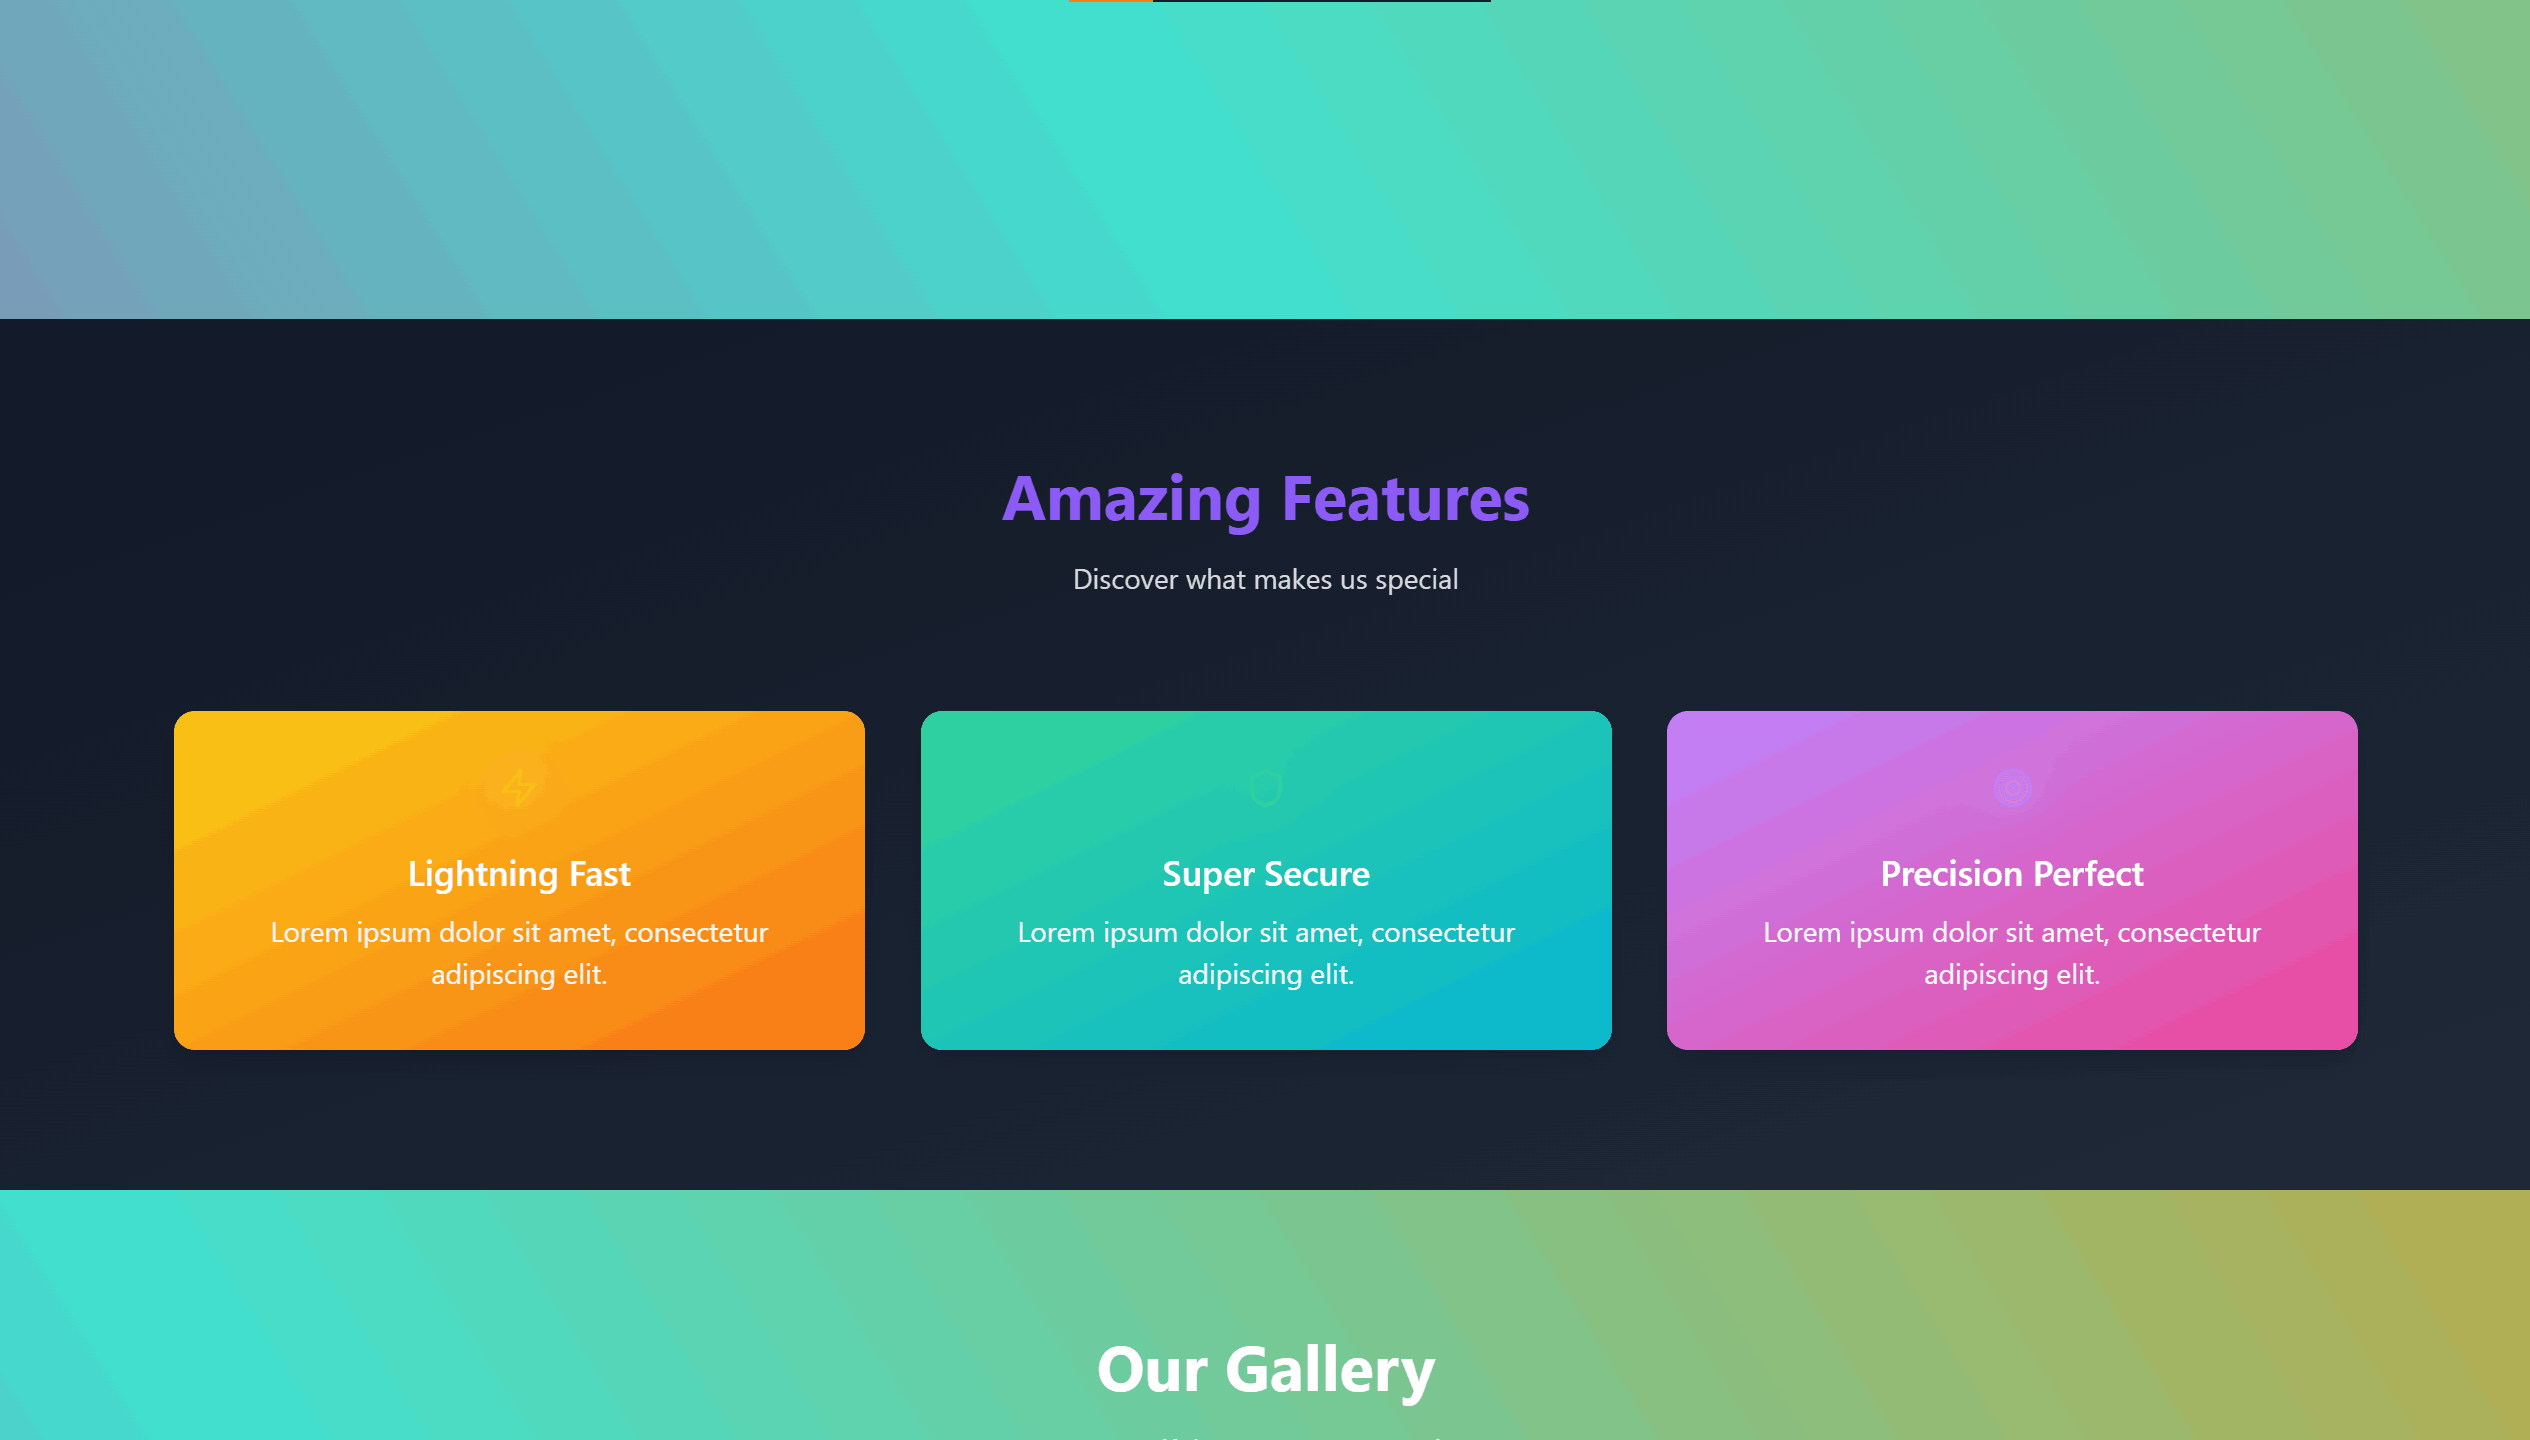 Amazing Features
Discover what makes us special
Lightning Fast
Lorem ipsum dolor sit amet, consectetur
adipiscing elit.
Super Secure
Lorem ipsum dolor sit amet, consectetur
adipiscing elit.
Precision Perfect
Lorem ipsum dolor sit amet, consectetur
adipiscing elit.
Our Gallery